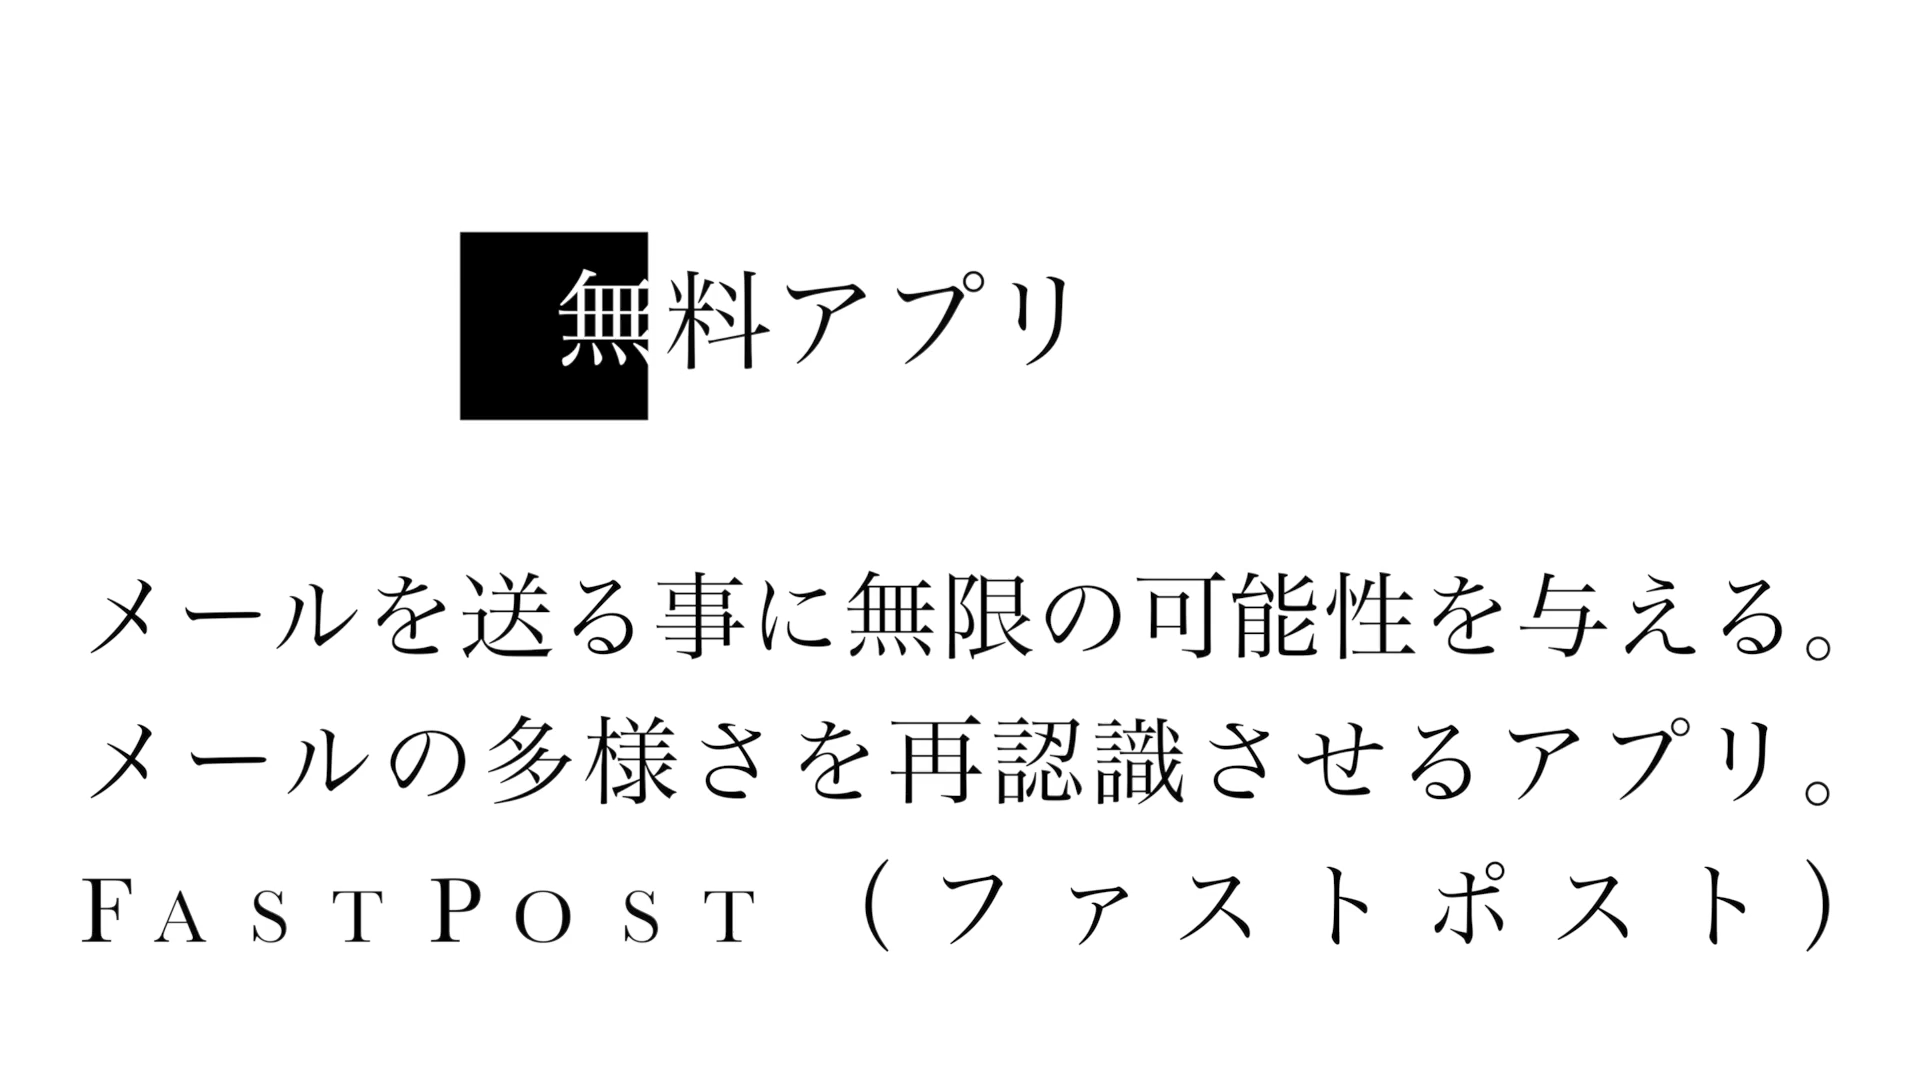 無料アプリ
メールを送る事に無限の可能性を与える。
メールの多様さを再認識させるアプリ。
FASTPOST（ファストポスト）